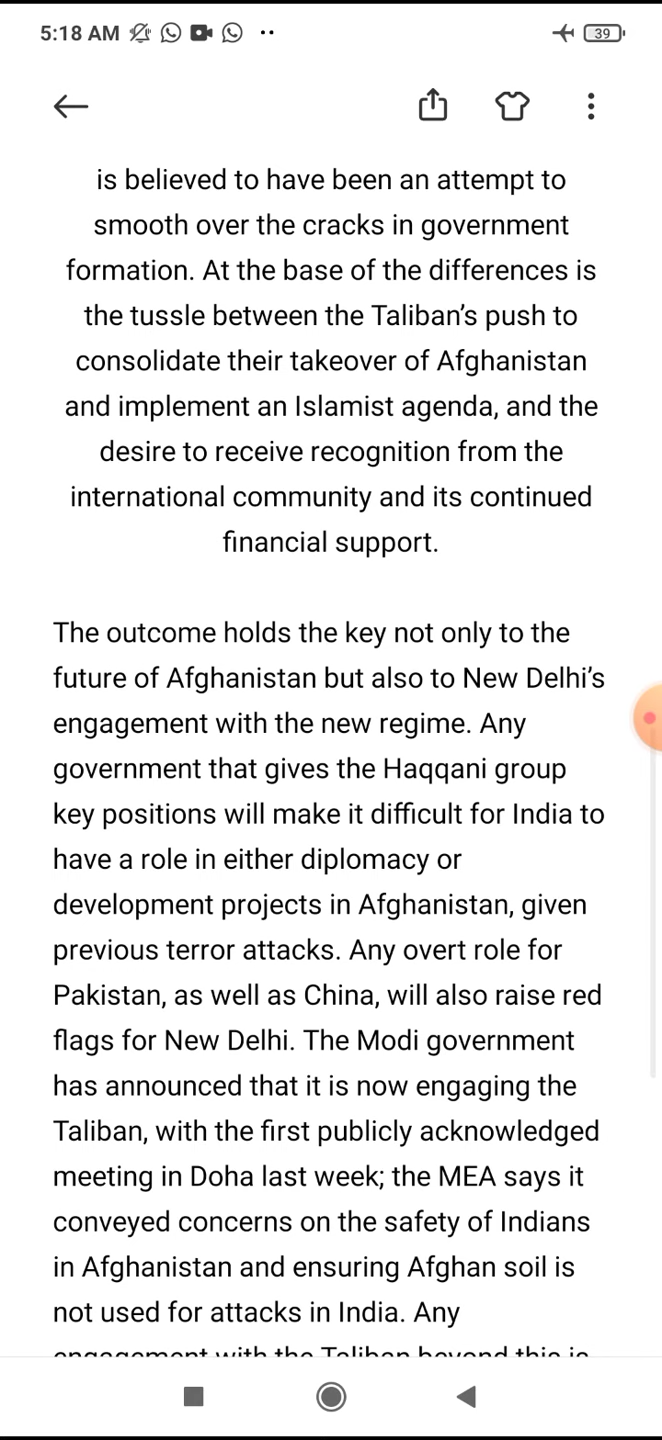 5:18 AM
39
is believed to have been an attempt to
smooth over the cracks in government
formation. At the base of the differences is
the tussle between the Taliban’s push to
consolidate their takeover of Afghanistan
and implement an Islamist agenda, and the
desire to receive recognition from the
international community and its continued
financial support.
The outcome holds the key not only to the
future of Afghanistan but also to New Delhi’s
engagement with the new regime. Any
government that gives the Haqqani group
key positions will make it difficult for India to
have a role in either diplomacy or
development projects in Afghanistan, given
previous terror attacks. Any overt role for
Pakistan, as well as China, will also raise red
flags for New Delhi. The Modi government
has announced that it is now engaging the
Taliban, with the first publicly acknowledged
meeting in Doha last week; the MEA says it
conveyed concerns on the safety of Indians
in Afghanistan and ensuring Afghan soil is
not used for attacks in India. Any
engagement with the Taliban beyond this is